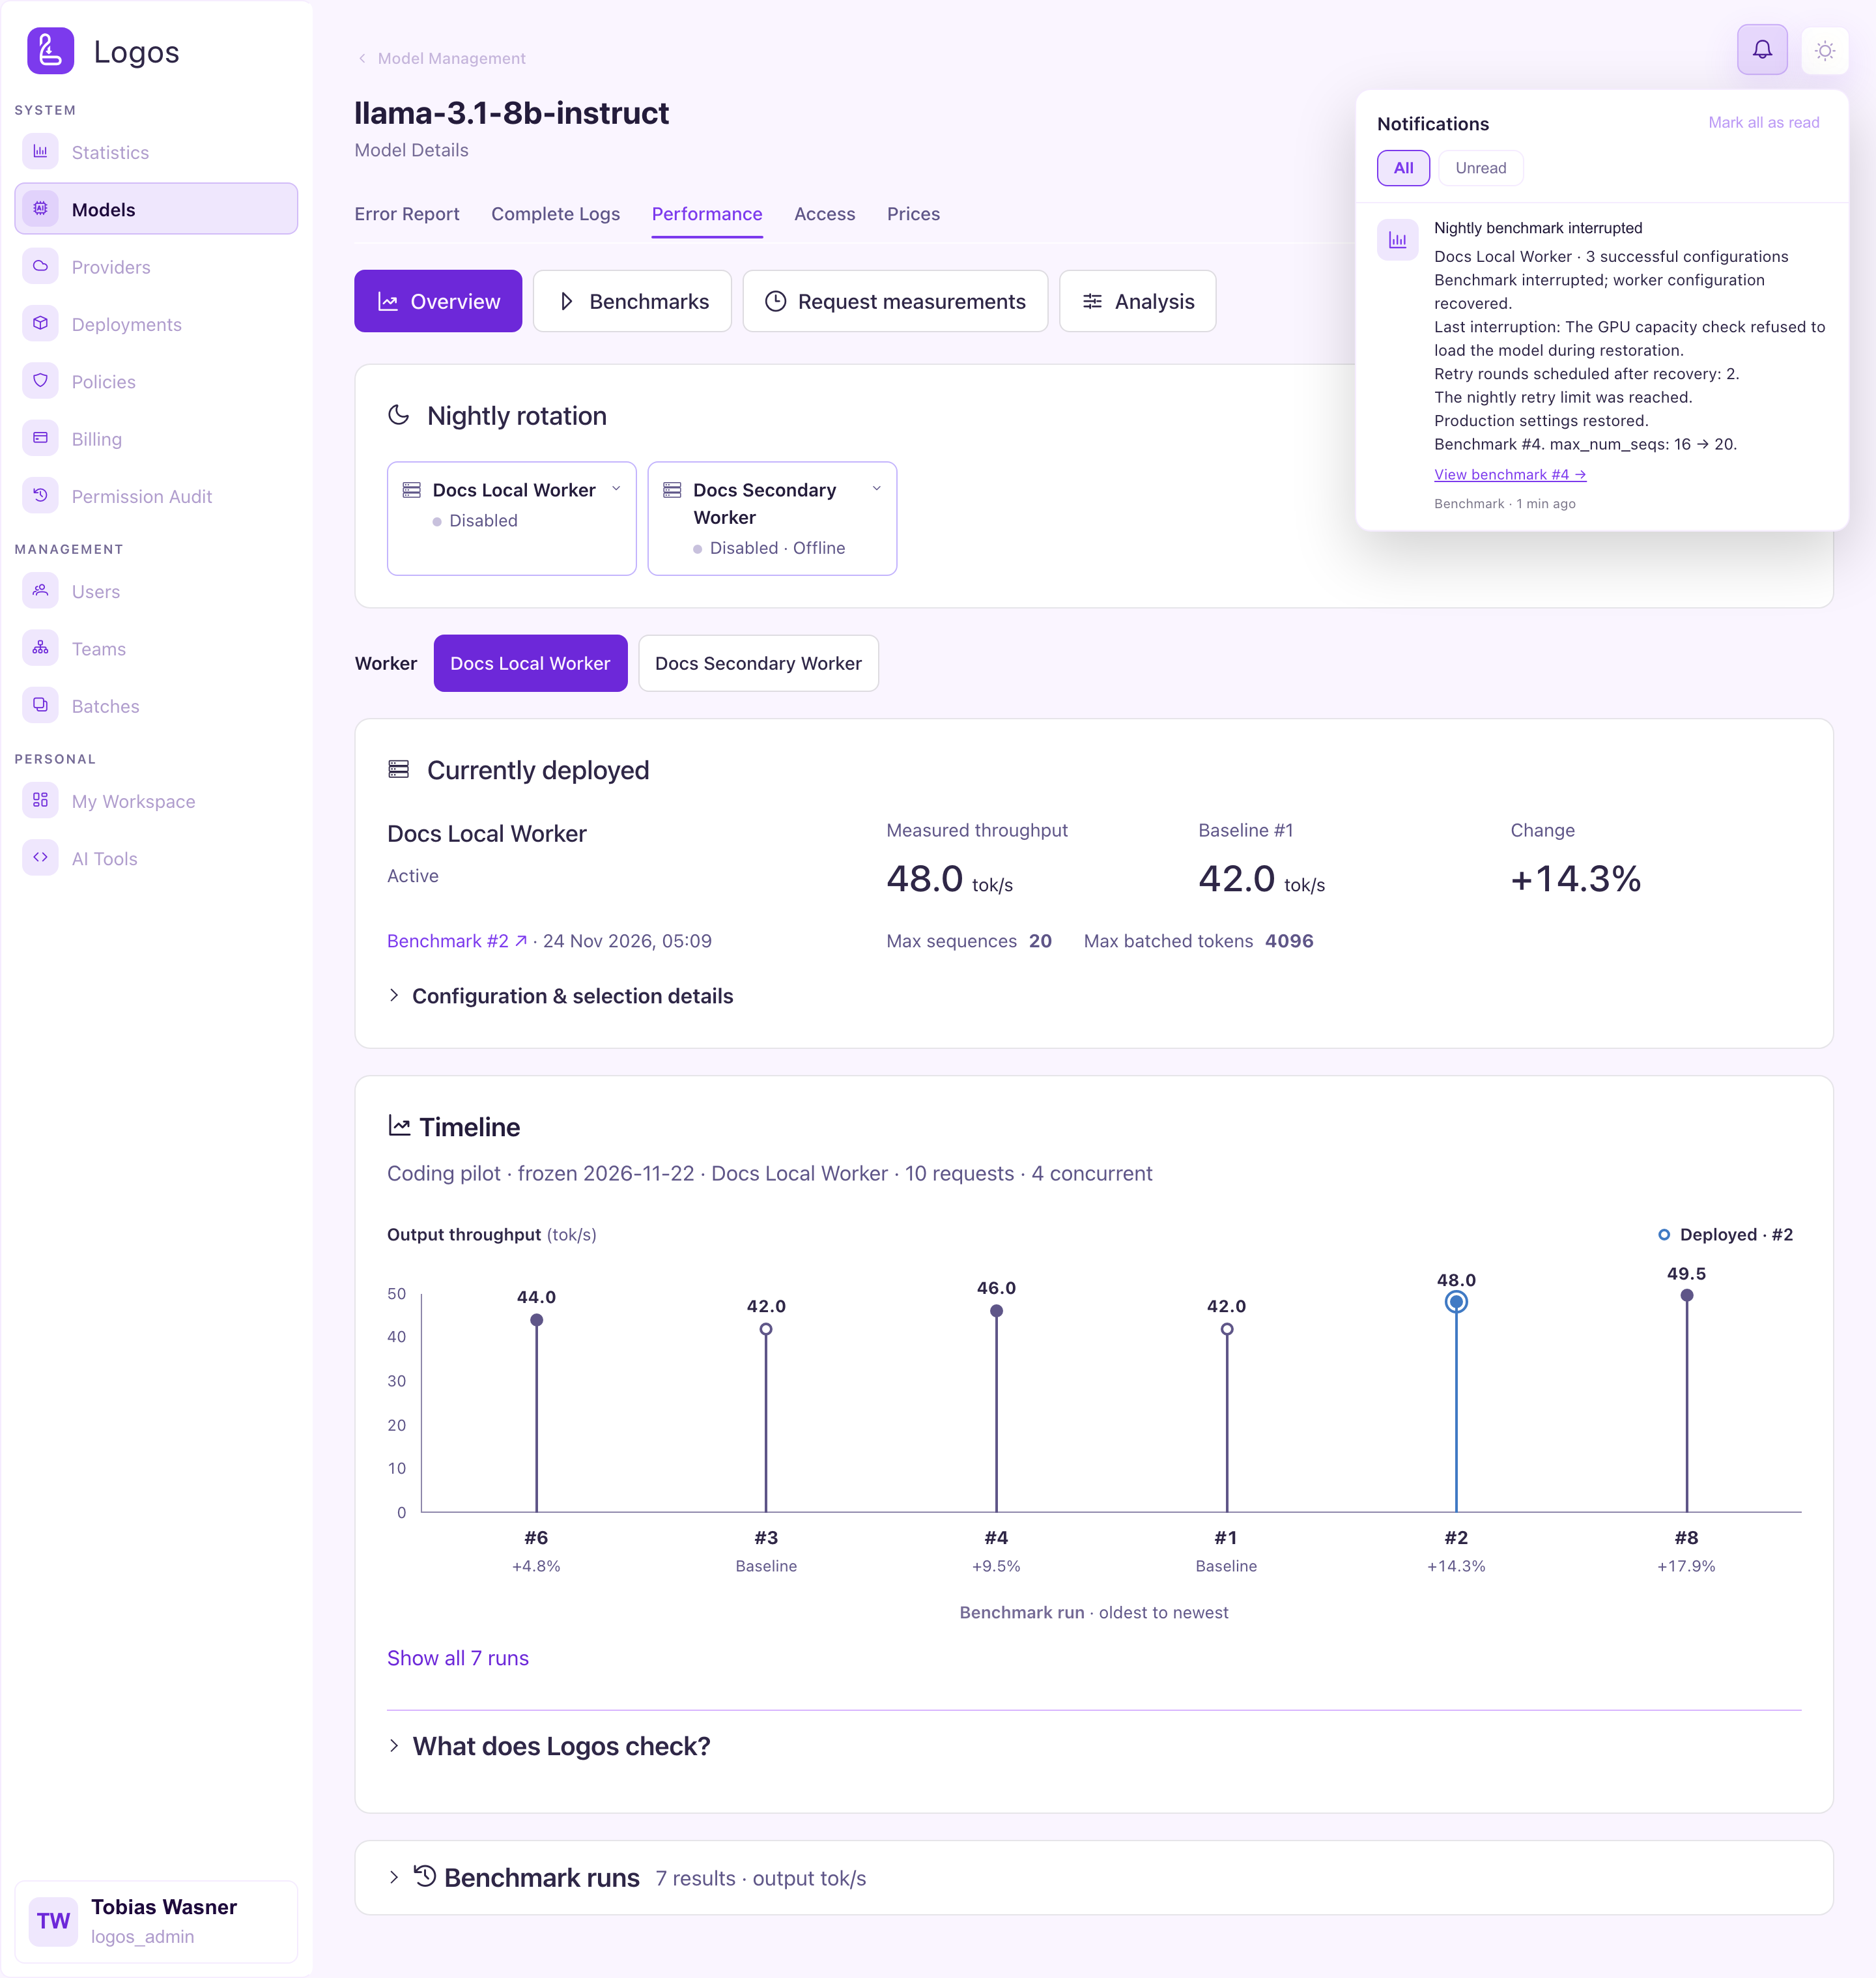 Logos
SYSTEM
Statistics
Models
Providers
Deployments
Policies
Billing
Permission Audit
MANAGEMENT
Users
Teams
Batches
PERSONAL
My Workspace
AI Tools
TW
Tobias Wasner
logos_admin
Model Management
llama-3.1-8b-instruct
Model Details
Error Report
Complete Logs
Performance
Access
Prices
Overview
Benchmarks
Request measurements
Analysis
Notifications
Mark all as read
All
Unread
Nightly benchmark interrupted
Docs Local Worker · 3 successful configurations
Benchmark interrupted; worker configuration
recovered.
Last interruption: The GPU capacity check refused to
load the model during restoration.
Retry rounds scheduled after recovery: 2.
The nightly retry limit was reached.
Production settings restored.
Benchmark #4. max_num_seqs: 16 → 20.
View benchmark #4 →
Benchmark · 1 min ago
Nightly rotation
Docs Local Worker
Disabled
Docs Secondary
Worker
Disabled · Offline
Worker
Docs Local Worker
Docs Secondary Worker
Currently deployed
Docs Local Worker
Active
Measured throughput
48.0 tok/s
Baseline #1
42.0 tok/s
Change
+14.3%
Benchmark #2 ↗ · 24 Nov 2026, 05:09
Max sequences 20
Max batched tokens 4096
Configuration & selection details
Timeline
Coding pilot · frozen 2026-11-22 · Docs Local Worker · 10 requests · 4 concurrent
Output throughput (tok/s)
Deployed · #2
50
40
30
20
10
0
44.0
42.0
46.0
42.0
48.0
49.5
#6
#3
#4
#1
#2
#8
+4.8%
Baseline
+9.5%
Baseline
+14.3%
+17.9%
Benchmark run · oldest to newest
Show all 7 runs
What does Logos check?
Benchmark runs 7 results · output tok/s